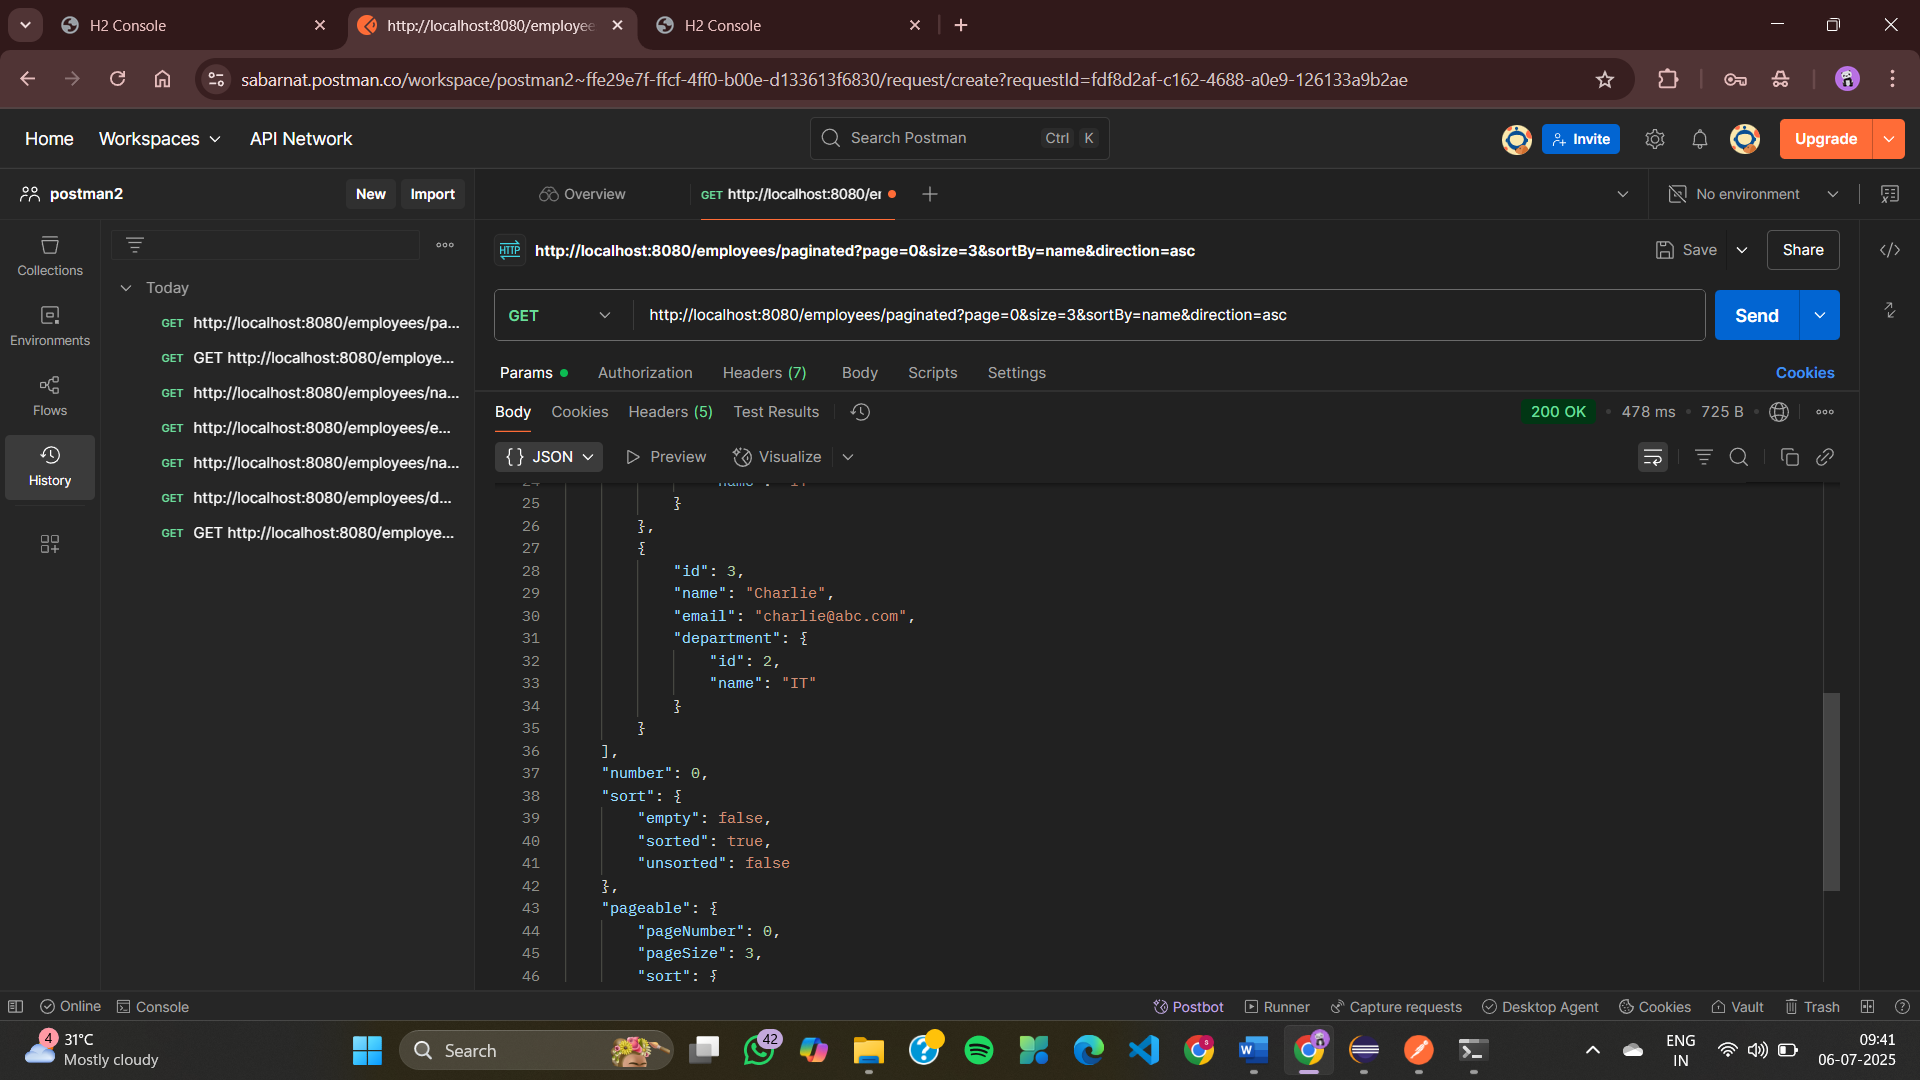 H2 Console
http://localhost:8080/employee
H2 Console
sabarnat.postman.co/workspace/postman2~ffe29e7f-ffcf-4ff0-b00e-d133613f6830/request/create?requestId=fdf8d2af-c162-4688-a0e9-126133a9b2ae
Home
Workspaces
API Network
Search Postman
Ctrl
K
Invite
Upgrade
postman2
New
Import
Overview
GET http://localhost:8080/er
No environment
Collections
Environments
Flows
History
Today
GET http://localhost:8080/employees/pa...
GET GET http://localhost:8080/employe...
GET http://localhost:8080/employees/na...
GET http://localhost:8080/employees/e...
GET http://localhost:8080/employees/na...
GET http://localhost:8080/employees/d...
GET GET http://localhost:8080/employe...
HTTP http://localhost:8080/employees/paginated?page=0&size=3&sortBy=name&direction=asc
Save
Share
GET
http://localhost:8080/employees/paginated?page=0&size=3&sortBy=name&direction=asc
Send
Params
Authorization
Headers (7)
Body
Scripts
Settings
Cookies
Body
Cookies
Headers (5)
Test Results
200 OK
478 ms
725 B
{} JSON
Preview
Visualize
24 "name": "IT"
25 }
26 },
27 {
28 "id": 3,
29 "name": "Charlie",
30 "email": "charlie@abc.com",
31 "department": {
32 "id": 2,
33 "name": "IT"
34 }
35 }
36 ],
37 "number": 0,
38 "sort": {
39 "empty": false,
40 "sorted": true,
41 "unsorted": false
42 },
43 "pageable": {
44 "pageNumber": 0,
45 "pageSize": 3,
46 "sort": {
Online
Console
Postbot
Runner
Capture requests
Desktop Agent
Cookies
Vault
Trash
4
31°C
Mostly cloudy
Search
42
8
ENG
IN
09:41
06-07-2025